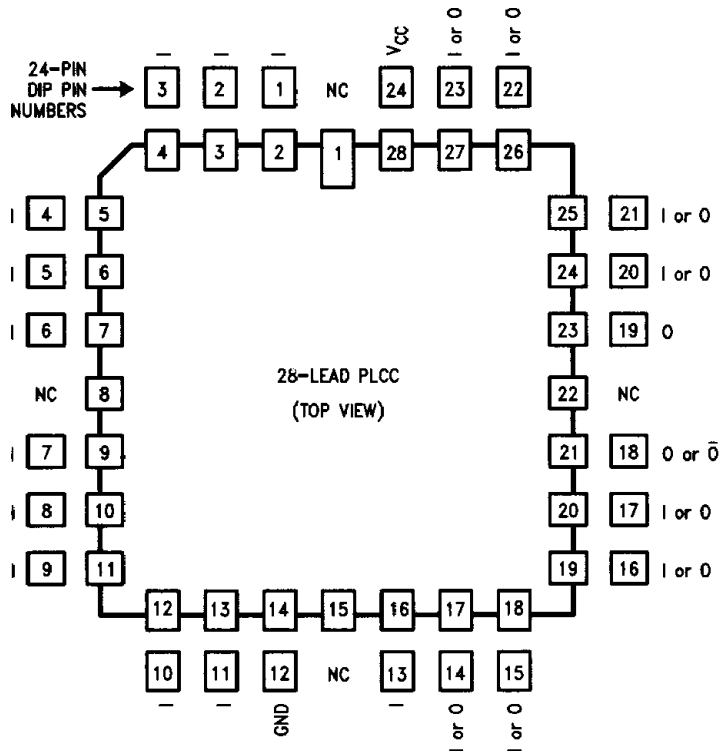 I I I VCC I or O I or O
24-PIN
DIP PIN
NUMBERS
3 2 1 NC 24 23 22
4 3 2 1 28 27 26
I 4 5 25 21 I or O
I 5 6 24 20 I or O
I 6 7 23 19 O
NC 8 22 NC
28-LEAD PLCC
(TOP VIEW)
I 7 9 21 18 O or Ō
I 8 10 20 17 I or O
I 9 11 19 16 I or O
12 13 14 15 16 17 18
10 11 12 NC 13 14 15
I I GND I I or O I or O